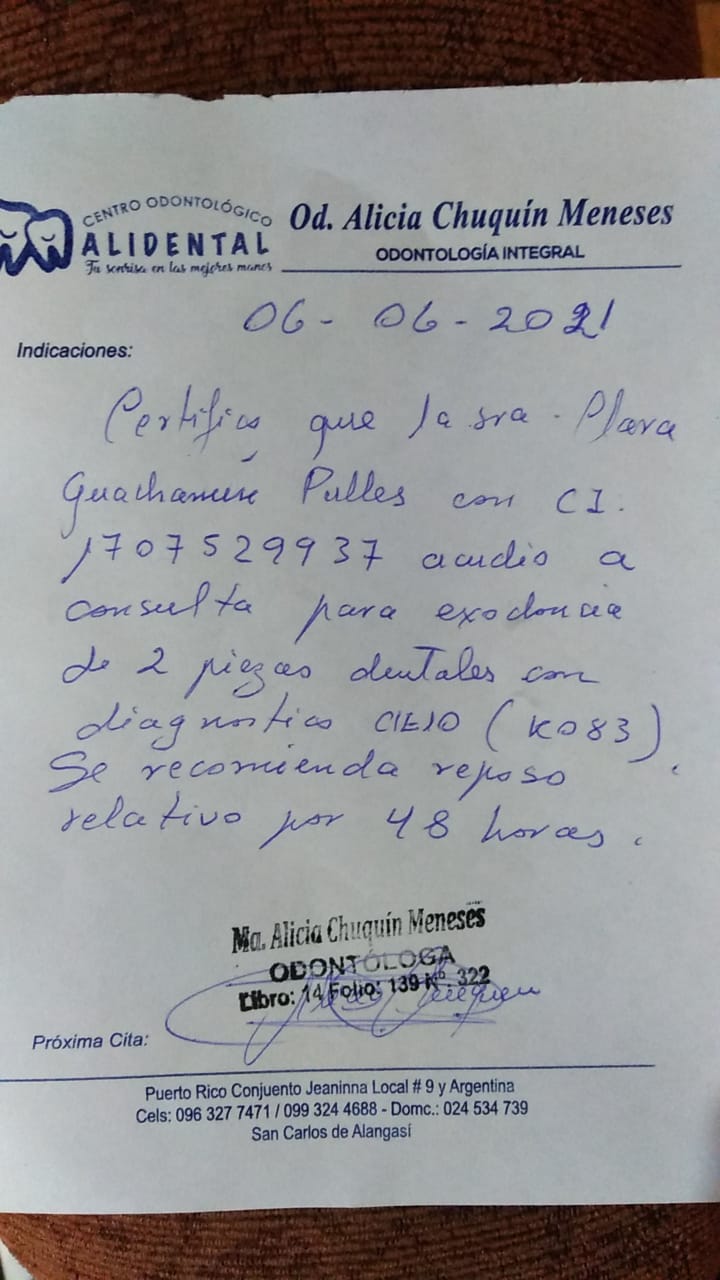 CENTRO ODONTOLÓGICO
ALIDENTAL
Tu sonrisa en las mejores manos
Od. Alicia Chuquín Meneses
ODONTOLOGÍA INTEGRAL
06-06-2021
Indicaciones:
Certifico que la sra.
Pulles con CI.
1707529937 acudio a
consulta para exodoncia
de 2 piezas dentales con
diagnostico CIE10 (K083).
Se recomienda reposo
relativo por 48 horas.
Ma. Alicia Chuquín Meneses
ODONTÓLOGA
Libro: 14 Folio: 139 Nº 322
Próxima Cita:
Puerto Rico Conjuento Jeaninna Local # 9 y Argentina
Cels: 096 327 7471 / 099 324 4688 - Domc.: 024 534 739
San Carlos de Alangasí